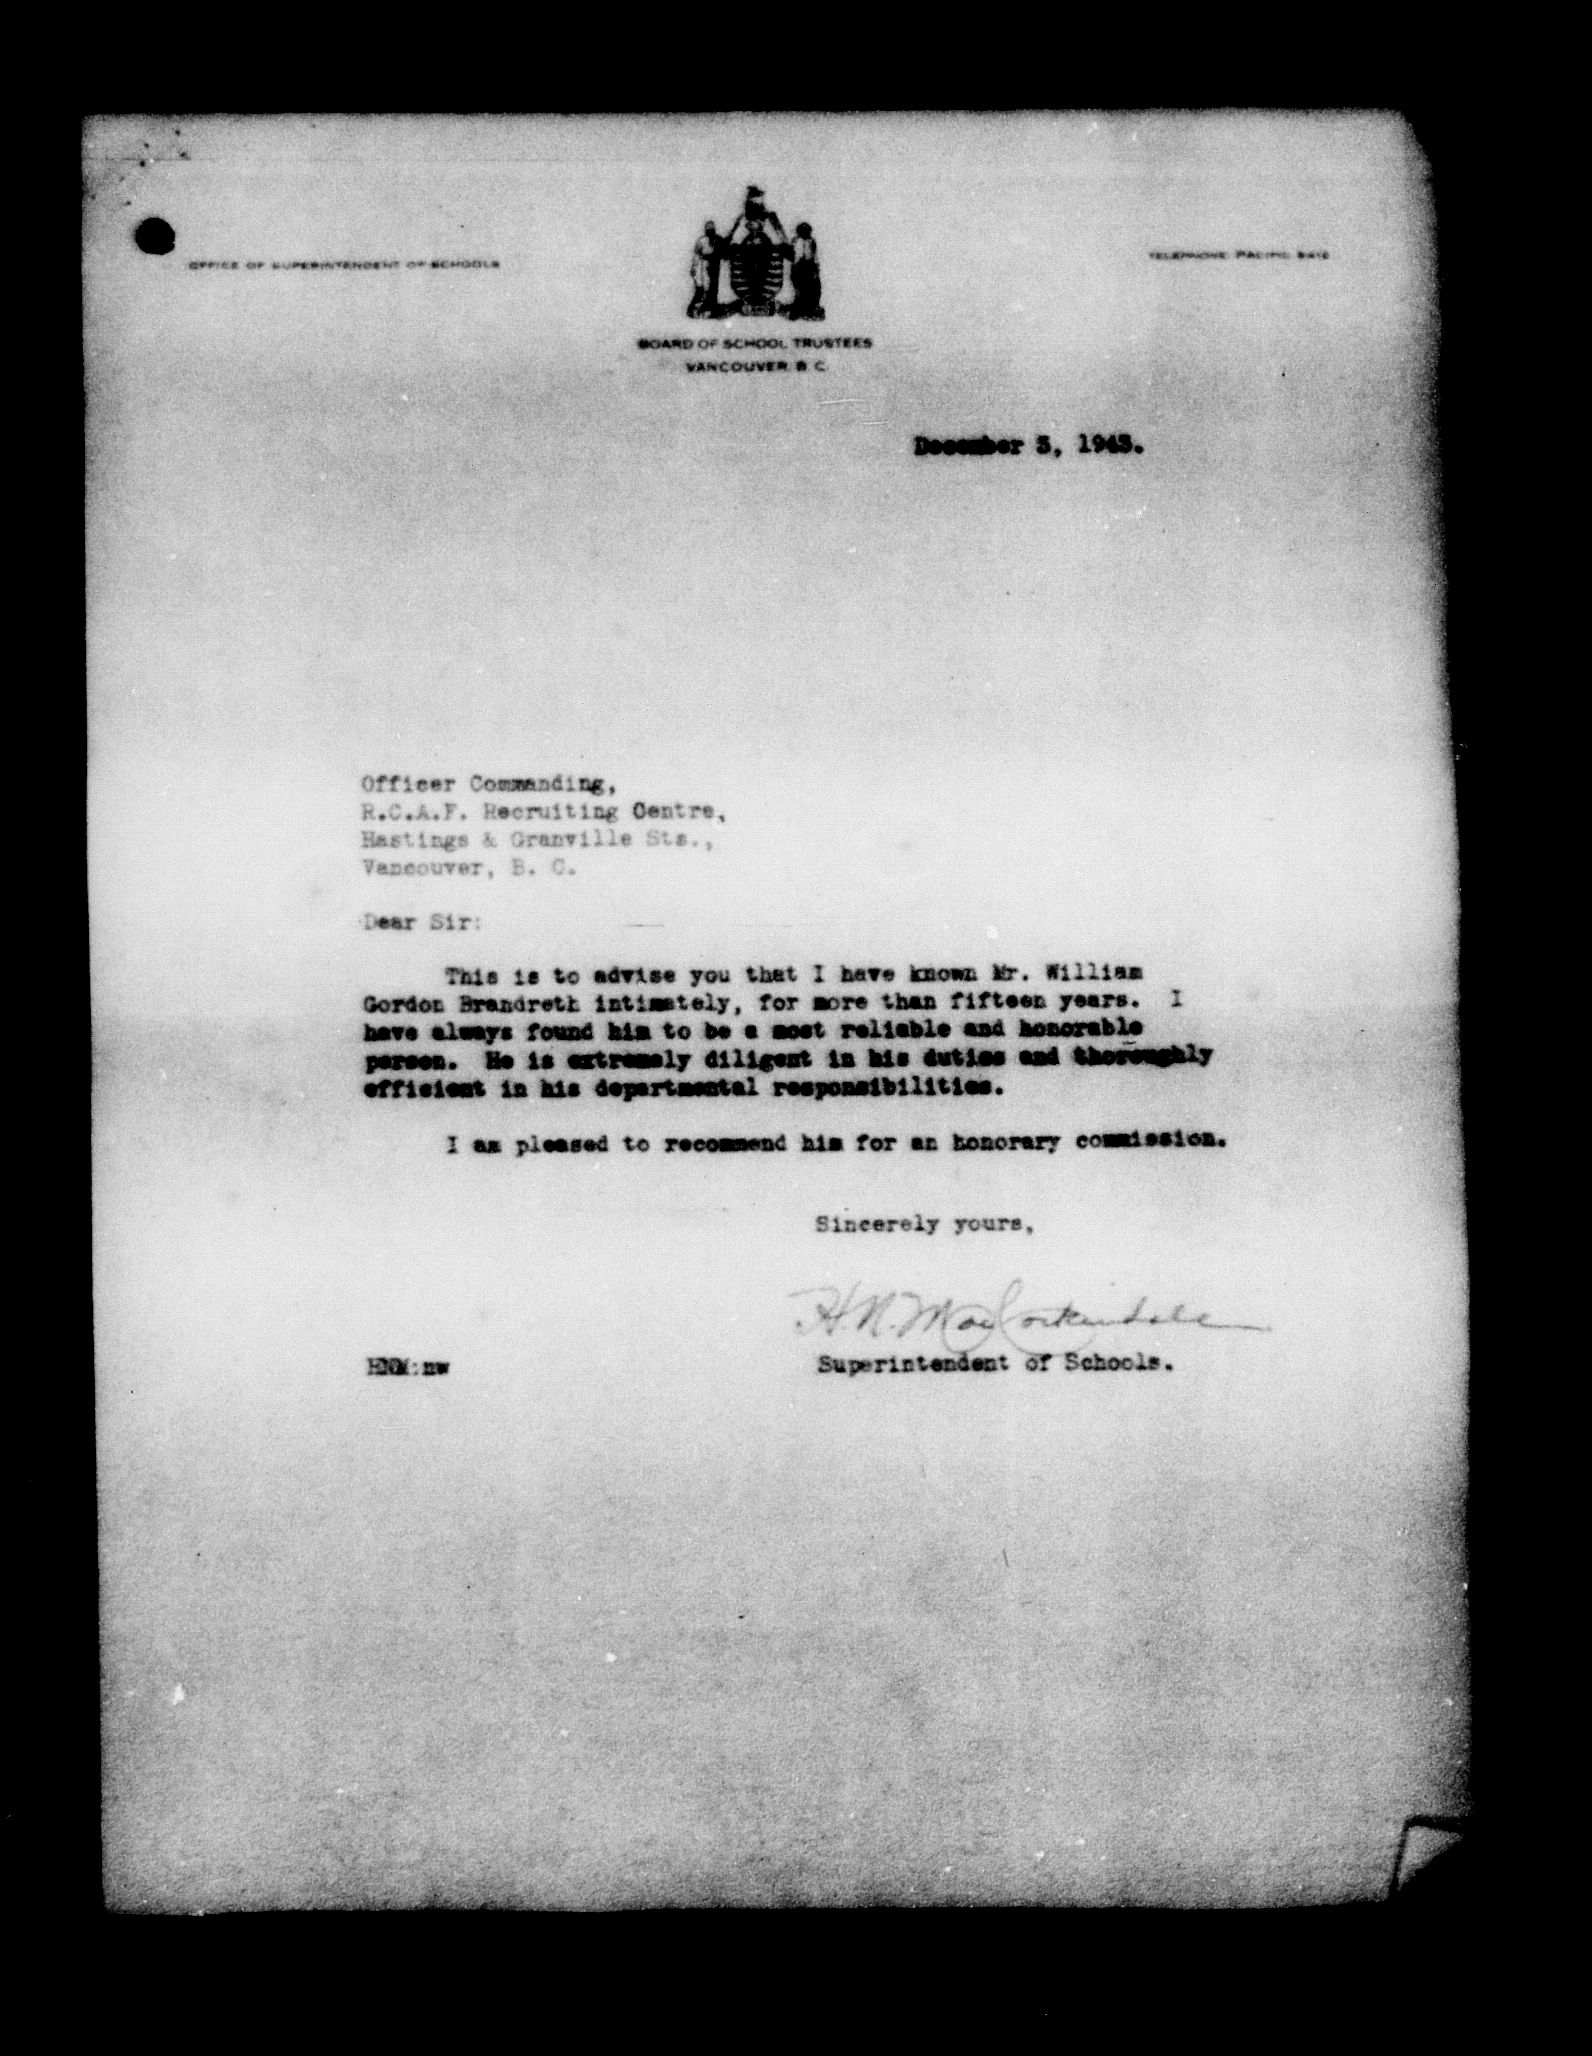 OFFICE OF SUPERINTENDENT OF SCHOOLS
TELEPHONE PACIFIC
BOARD OF SCHOOL TRUSTEES
VANCOUVER, B. C.
December 3, 1943.
Officer Commanding,
R.C.A.F. Recruiting Centre,
Hastings & Granville Sts.,
Vancouver, B. C.
Dear Sir:
This is to advise you that I have known Mr. William
Gordon Brandreth intimately, for more than fifteen years. I
have always found him to be a most reliable and honorable
person. He is extremely diligent in his duties and thoroughly
efficient in his departmental responsibilities.
I am pleased to recommend him for an honorary commission.
Sincerely yours,
H.N. MacCorkindale
HNM:nw
Superintendent of Schools.